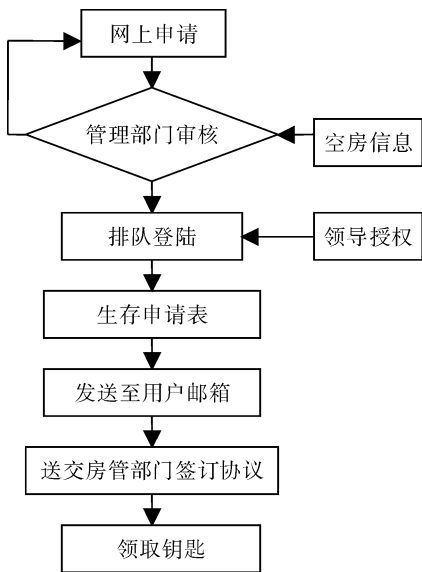 网上申请
管理部门审核
空房信息
排队登陆
领导授权
生存申请表
发送至用户邮箱
送交房管部门签订协议
领取钥匙